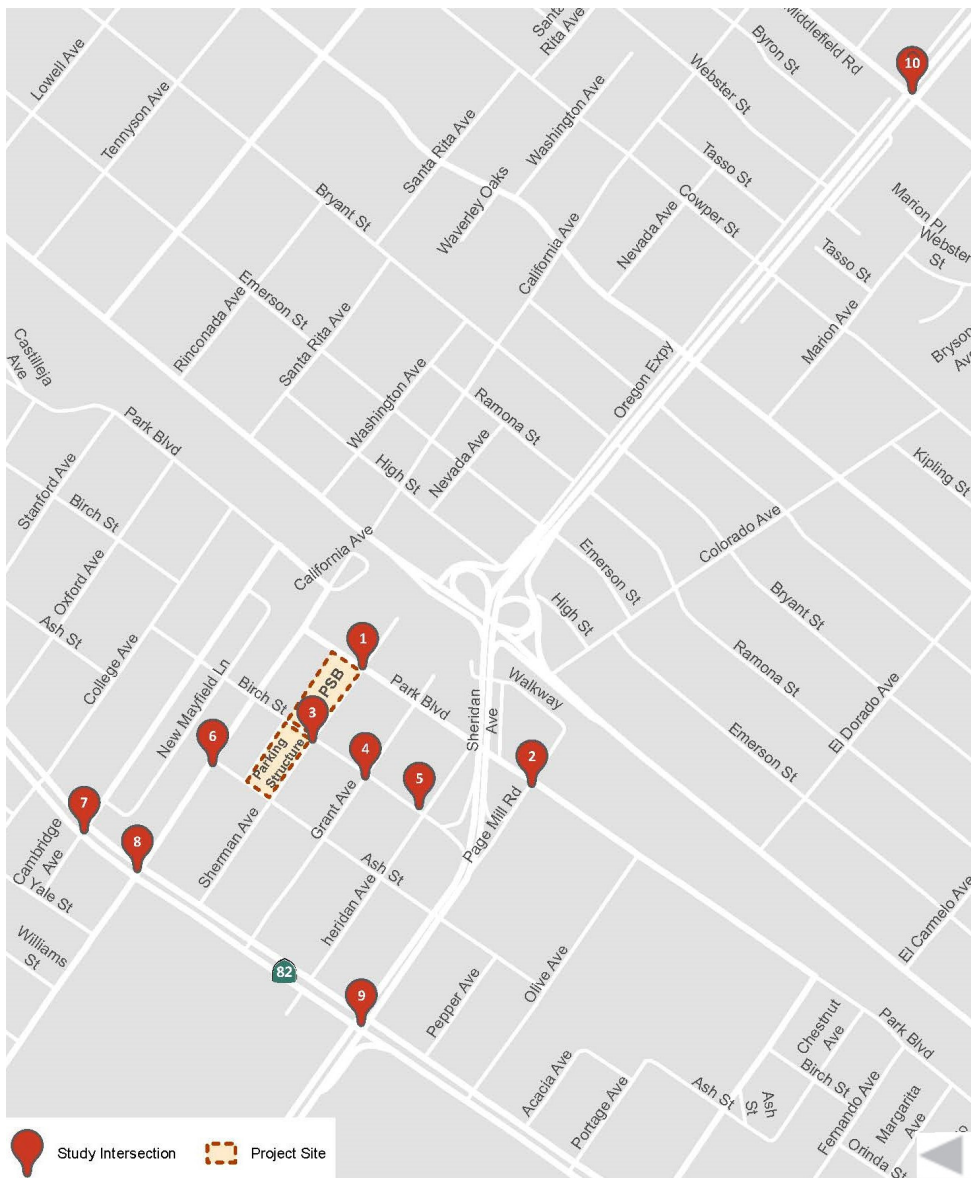 Lowell Ave
Tennyson Ave
Santa
Rita Ave
Middlefield Rd
Byron St
10
Webster St
Washington Ave
Santa Rita Ave
Tasso St
Waverley Oaks
Bryant St
Cowper St
Nevada Ave
California Ave
Marion Pl
Webster
St
Tasso St
Emerson St
Rinconada Ave
Santa Rita Ave
Marion Ave
Bryson
Av
Castilleja
Ave
Park Blvd
Washington Ave
Ramona St
Oregon Expy
Nevada Ave
High St
Kipling St
Stanford Ave
Birch St
California Ave
Colorado Ave
Oxford Ave
Emerson St
Bryant St
High St
Ash St
College Ave
1
PSB
Ramona St
New Mayfield Ln
Birch St
Park Blvd
Walkway
Sheridan
Ave
El Dorado Ave
3
6
Parking
Structure
4
5
2
Emerson St
Grant Ave
7
8
Page Mill Rd
Cambridge
Ave
Sherman Ave
Ash St
Yale St
heridan Ave
El Carmelo Ave
Williams
St
82
9
Olive Ave
Pepper Ave
Chestnut
Ave
Park Blvd
Birch St
Acacia Ave
Portage Ave
Ash St
Ash
St
Fernando Ave
Margarita
Ave
Orinda St
Study Intersection
Project Site